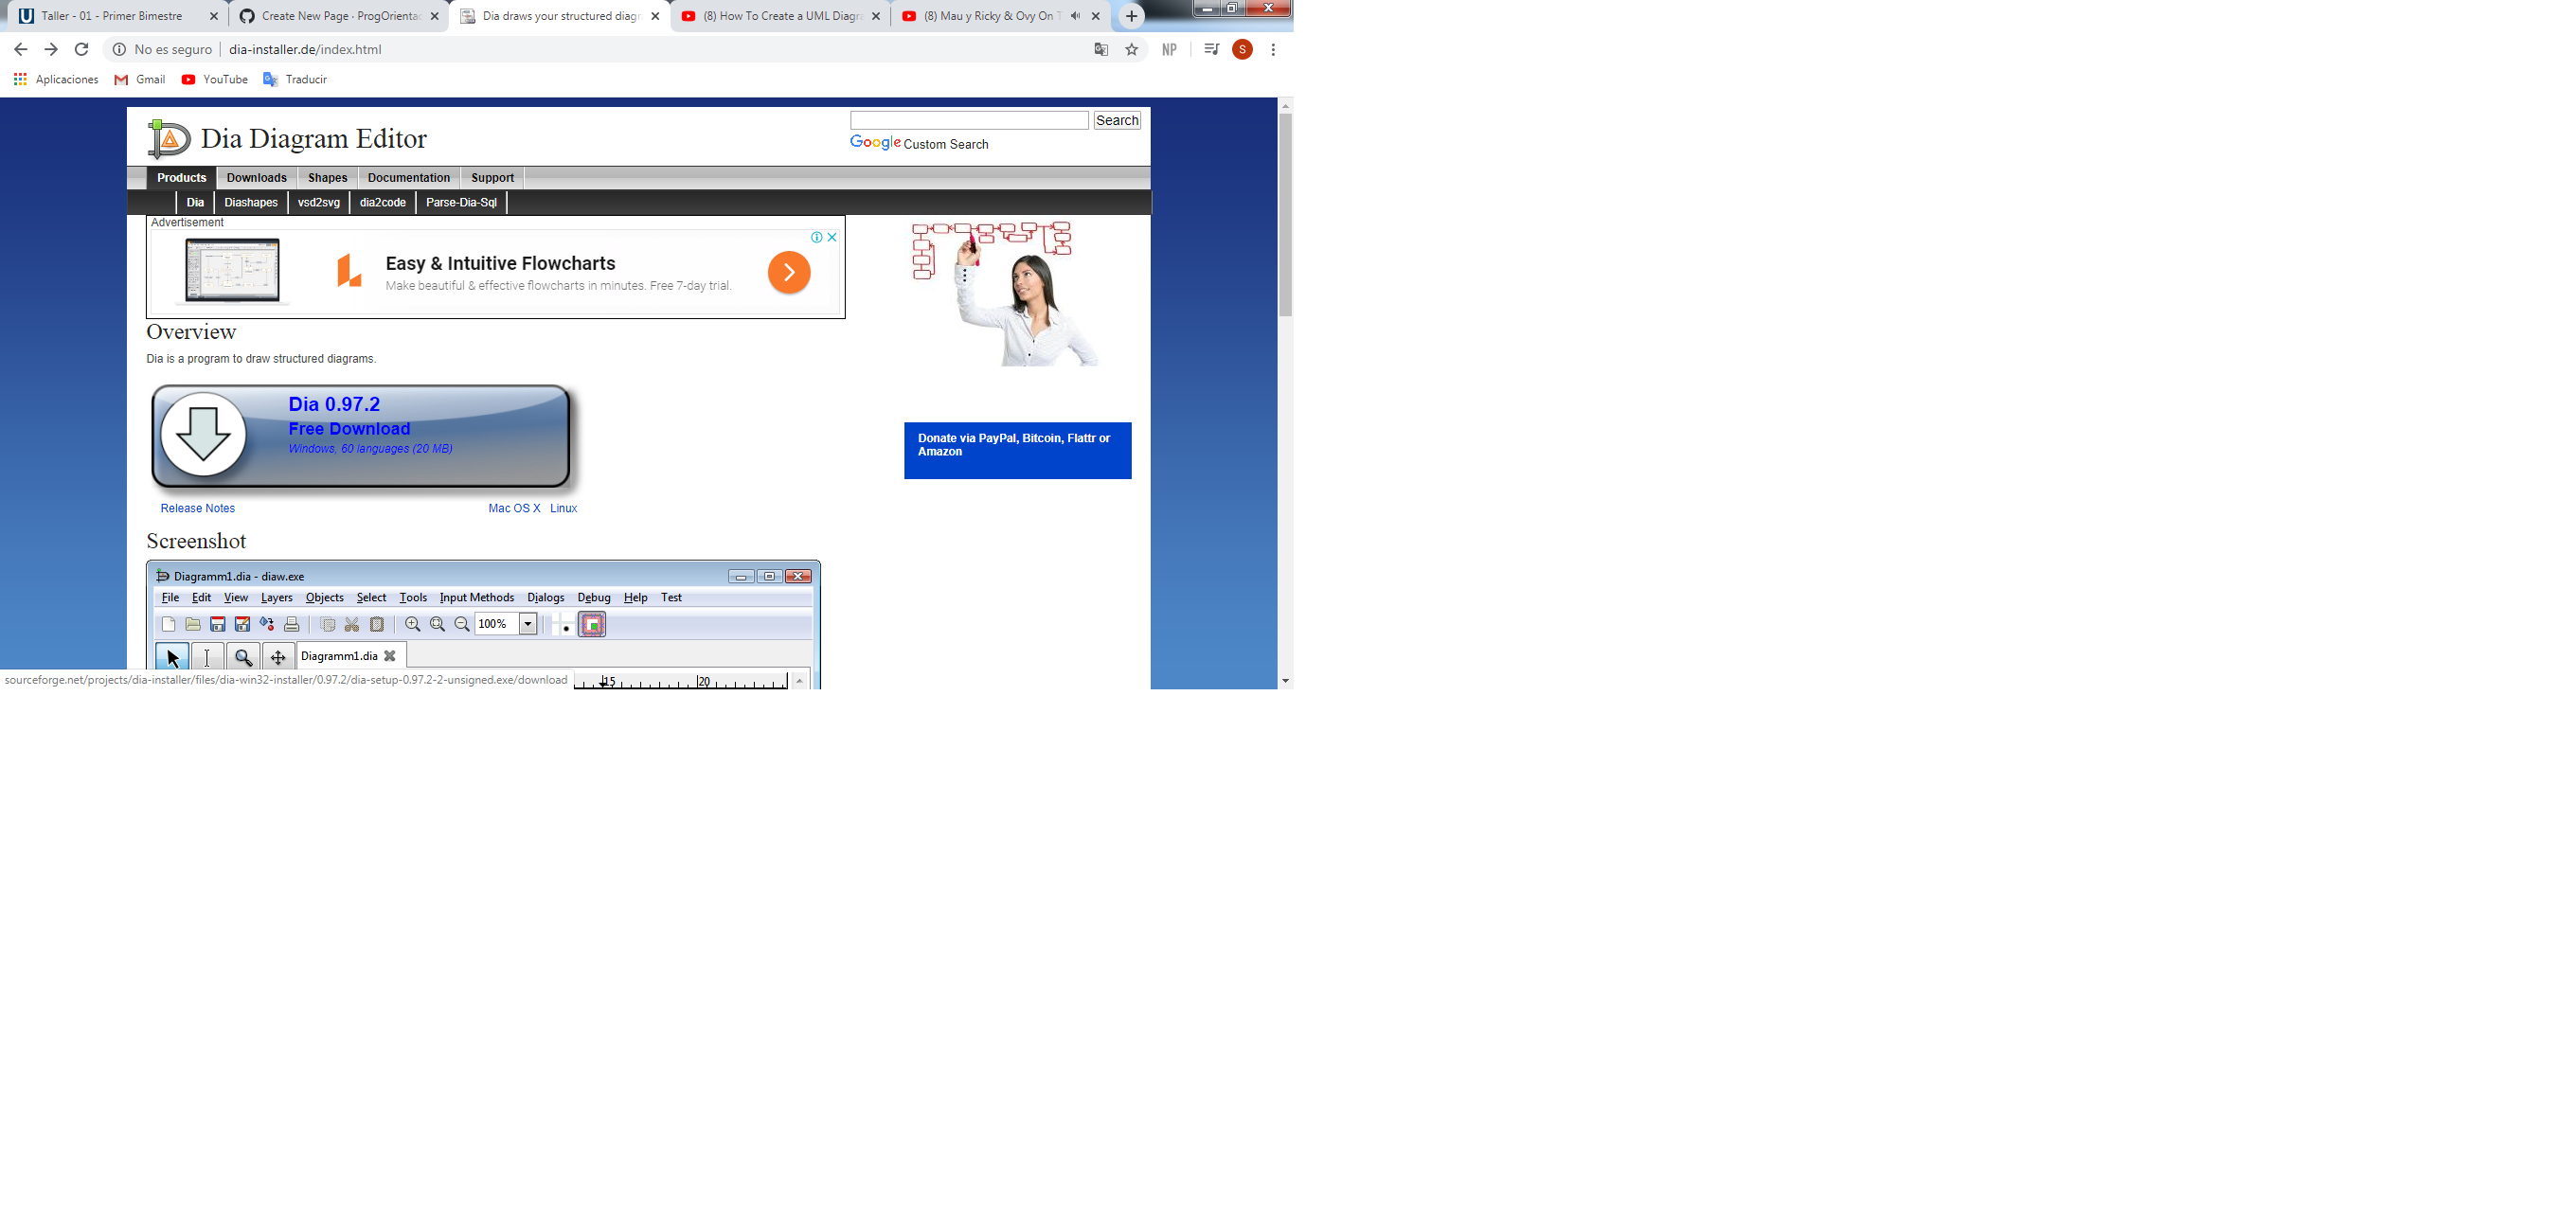 Taller - 01 - Primer Bimestre
Create New Page · ProgOrienta
Dia draws your structured diagr
(8) How To Create a UML Diagra
(8) Mau y Ricky & Ovy On T
No es seguro
dia-installer.de/index.html
NP
S
Aplicaciones
Gmail
YouTube
Traducir
Dia Diagram Editor
Search
Google Custom Search
Products
Downloads
Shapes
Documentation
Support
Dia
Diashapes
vsd2svg
dia2code
Parse-Dia-Sql
Advertisement
Easy & Intuitive Flowcharts
Make beautiful & effective flowcharts in minutes. Free 7-day trial.
Overview
Dia is a program to draw structured diagrams.
Dia 0.97.2
Free Download
Windows, 60 languages (20 MB)
Donate via PayPal, Bitcoin, Flattr or
Amazon
Release Notes
Mac OS X
Linux
Screenshot
Diagramm1.dia - diaw.exe
File Edit View Layers Objects Select Tools Input Methods Dialogs Debug Help Test
100%
Diagramm1.dia
15
20
sourceforge.net/projects/dia-installer/files/dia-win32-installer/0.97.2/dia-setup-0.97.2-2-unsigned.exe/download